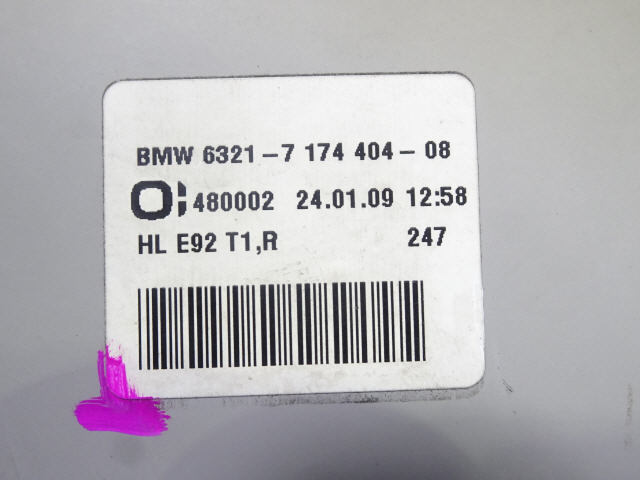 BMW 6321-7 174 404-08
480002 24.01.09 12:58
HL E92 T1,R 247